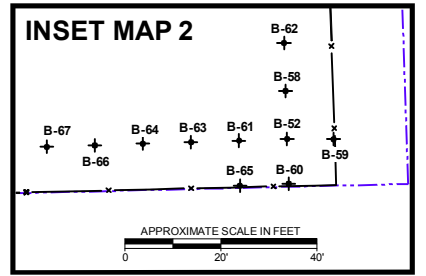 INSET MAP 2
B-62
B-58
B-67
B-64
B-63
B-61
B-52
B-66
B-59
B-65
B-60
APPROXIMATE SCALE IN FEET
0 20' 40'